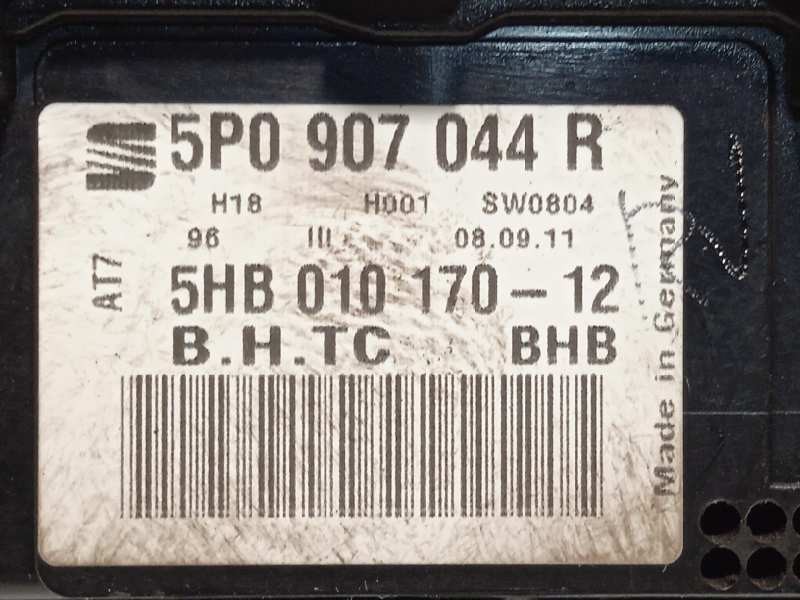 5P0 907 044 R
H18 H001 SW0804
96 III 08.09.11
AT7
5HB 010 170-12
B.H.TC BHB
Made in Germany